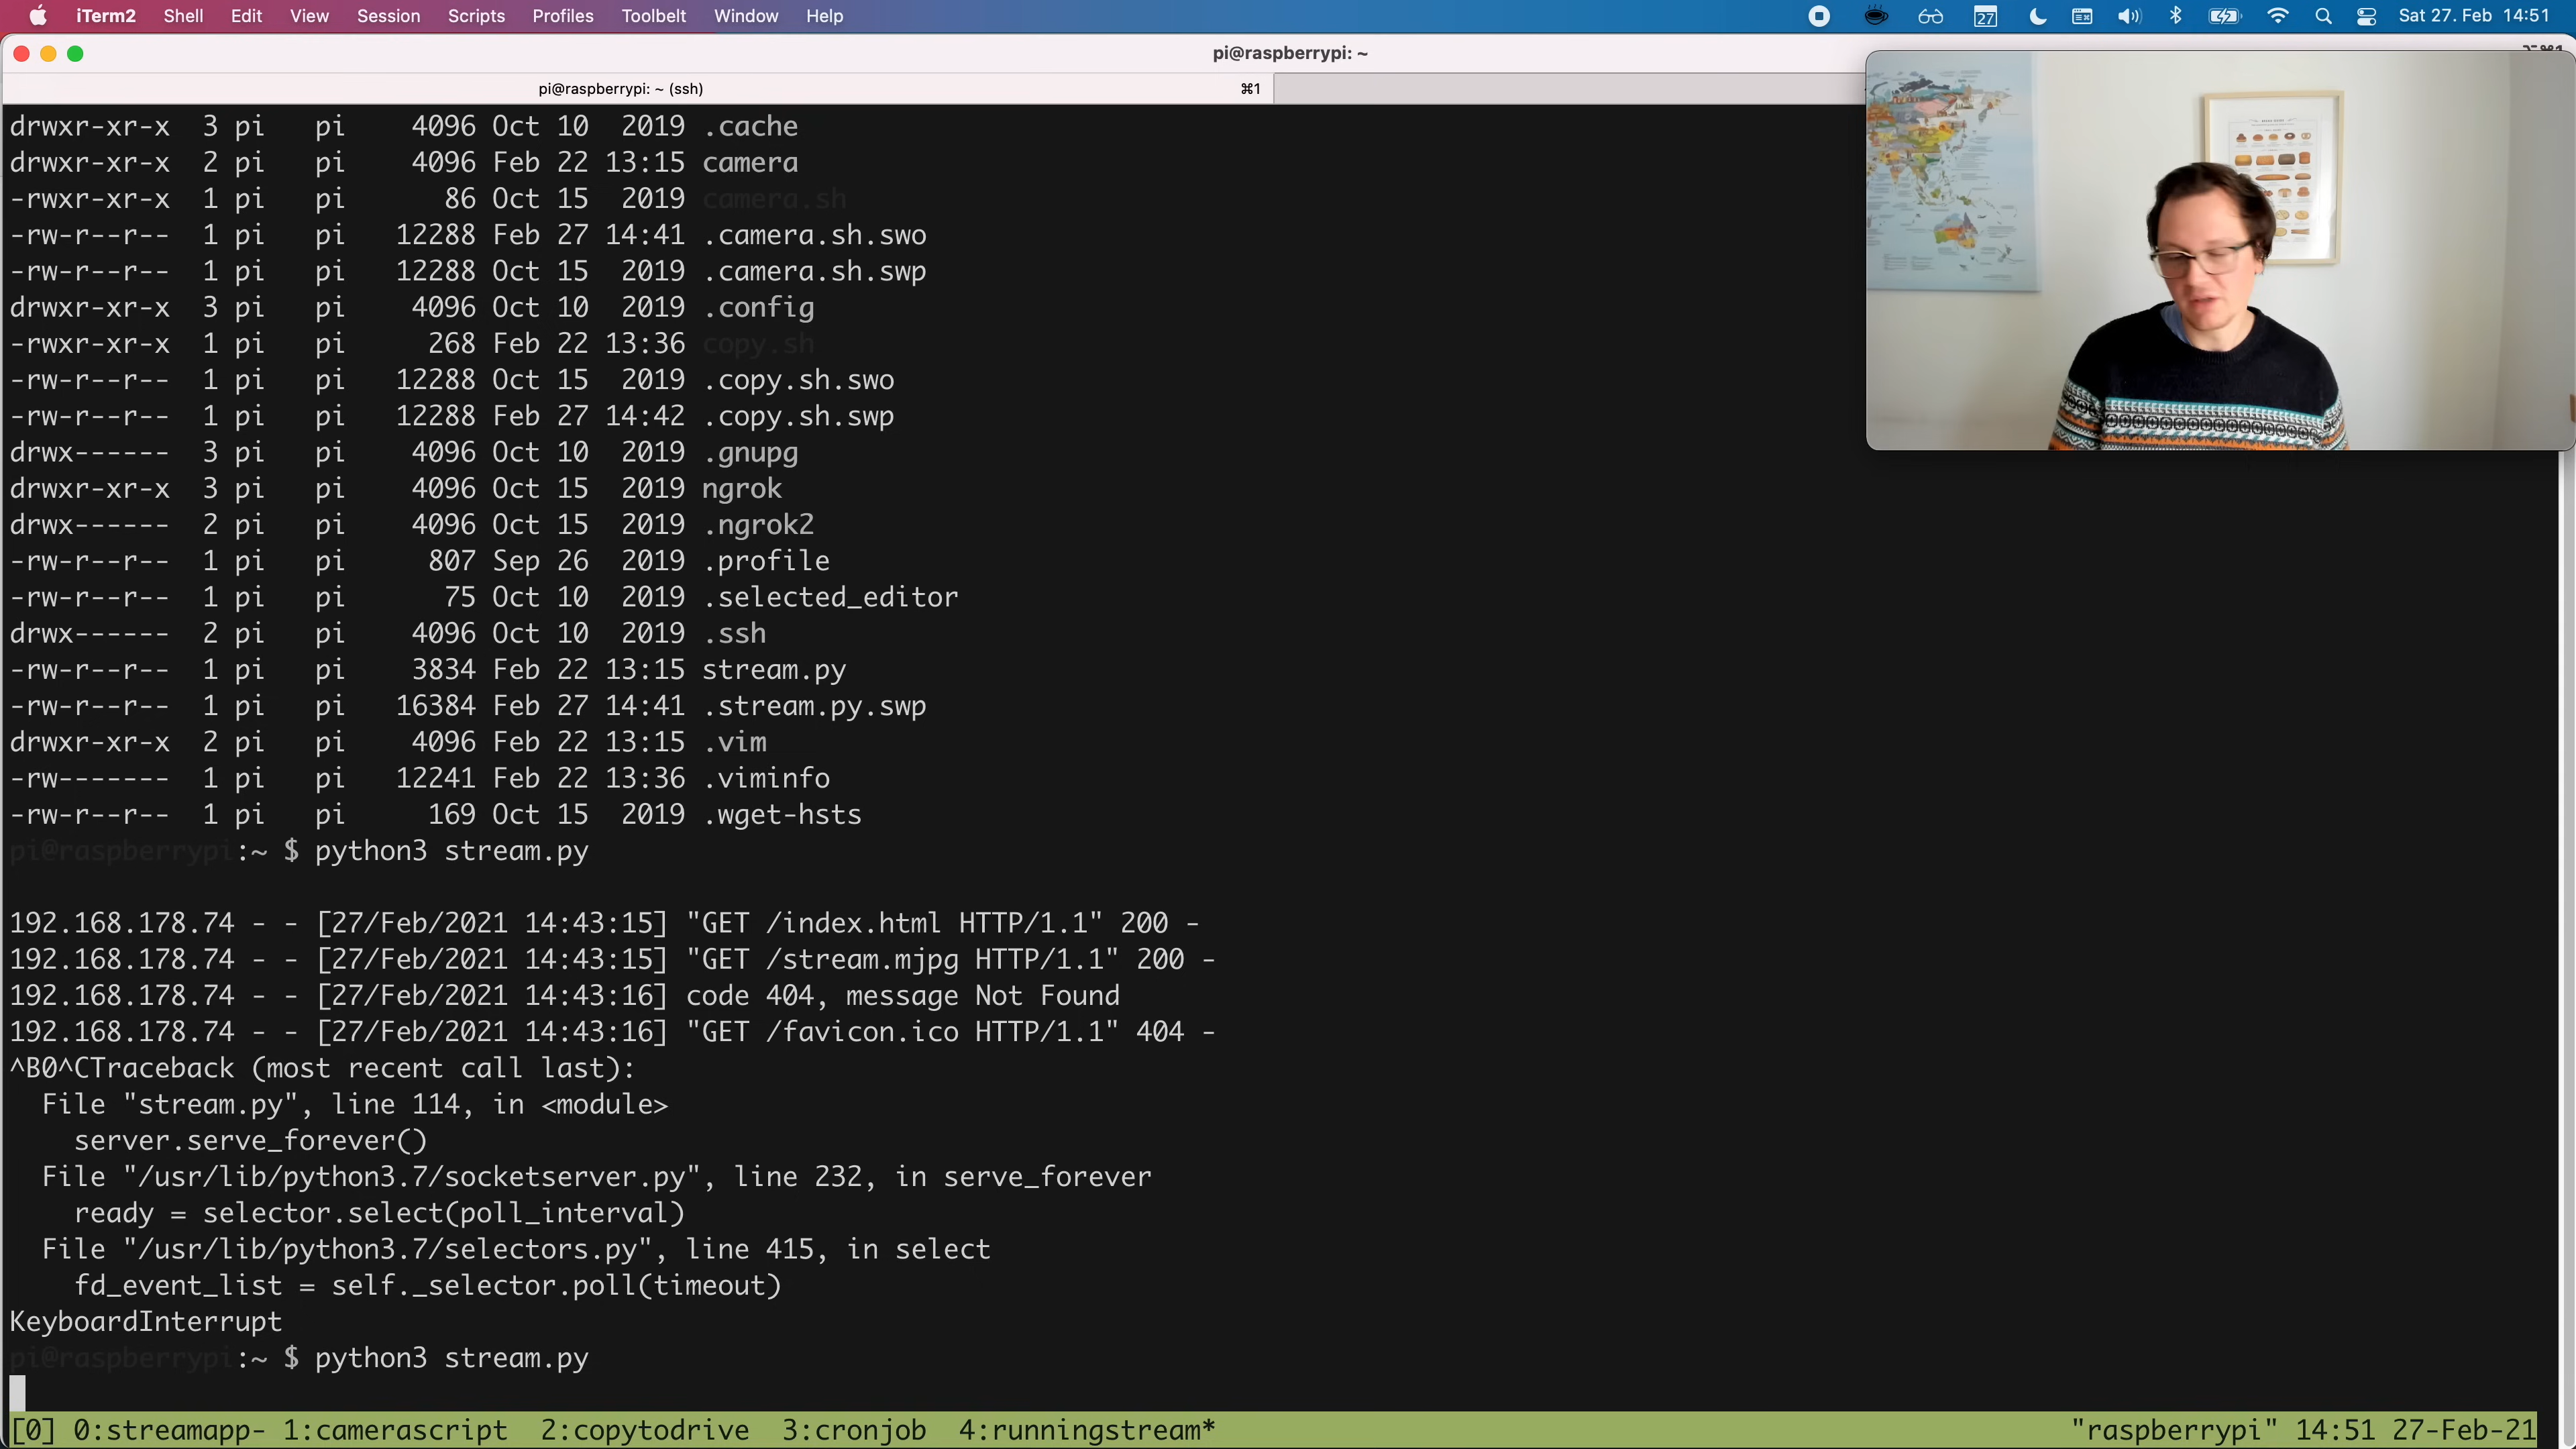 iTerm2 Shell Edit View Session Scripts Profiles Toolbelt Window Help 27 Sat 27. Feb 14:51
pi@raspberrypi: ~
pi@raspberrypi: ~ (ssh) ⌘1
drwxr-xr-x 3 pi pi 4096 Oct 10 2019 .cache
drwxr-xr-x 2 pi pi 4096 Feb 22 13:15 camera
-rwxr-xr-x 1 pi pi 86 Oct 15 2019 camera.sh
-rw-r--r-- 1 pi pi 12288 Feb 27 14:41 .camera.sh.swo
-rw-r--r-- 1 pi pi 12288 Oct 15 2019 .camera.sh.swp
drwxr-xr-x 3 pi pi 4096 Oct 10 2019 .config
-rwxr-xr-x 1 pi pi 268 Feb 22 13:36 copy.sh
-rw-r--r-- 1 pi pi 12288 Oct 15 2019 .copy.sh.swo
-rw-r--r-- 1 pi pi 12288 Feb 27 14:42 .copy.sh.swp
drwx------ 3 pi pi 4096 Oct 10 2019 .gnupg
drwxr-xr-x 3 pi pi 4096 Oct 15 2019 ngrok
drwx------ 2 pi pi 4096 Oct 15 2019 .ngrok2
-rw-r--r-- 1 pi pi 807 Sep 26 2019 .profile
-rw-r--r-- 1 pi pi 75 Oct 10 2019 .selected_editor
drwx------ 2 pi pi 4096 Oct 10 2019 .ssh
-rw-r--r-- 1 pi pi 3834 Feb 22 13:15 stream.py
-rw-r--r-- 1 pi pi 16384 Feb 27 14:41 .stream.py.swp
drwxr-xr-x 2 pi pi 4096 Feb 22 13:15 .vim
-rw------- 1 pi pi 12241 Feb 22 13:36 .viminfo
-rw-r--r-- 1 pi pi 169 Oct 15 2019 .wget-hsts
pi@raspberrypi:~ $ python3 stream.py
192.168.178.74 - - [27/Feb/2021 14:43:15] "GET /index.html HTTP/1.1" 200 -
192.168.178.74 - - [27/Feb/2021 14:43:15] "GET /stream.mjpg HTTP/1.1" 200 -
192.168.178.74 - - [27/Feb/2021 14:43:16] code 404, message Not Found
192.168.178.74 - - [27/Feb/2021 14:43:16] "GET /favicon.ico HTTP/1.1" 404 -
^B0^CTraceback (most recent call last):
File "stream.py", line 114, in <module>
server.serve_forever()
File "/usr/lib/python3.7/socketserver.py", line 232, in serve_forever
ready = selector.select(poll_interval)
File "/usr/lib/python3.7/selectors.py", line 415, in select
fd_event_list = self._selector.poll(timeout)
KeyboardInterrupt
pi@raspberrypi:~ $ python3 stream.py
[0] 0:streamapp- 1:camerascript 2:copytodrive 3:cronjob 4:runningstream* "raspberrypi" 14:51 27-Feb-21